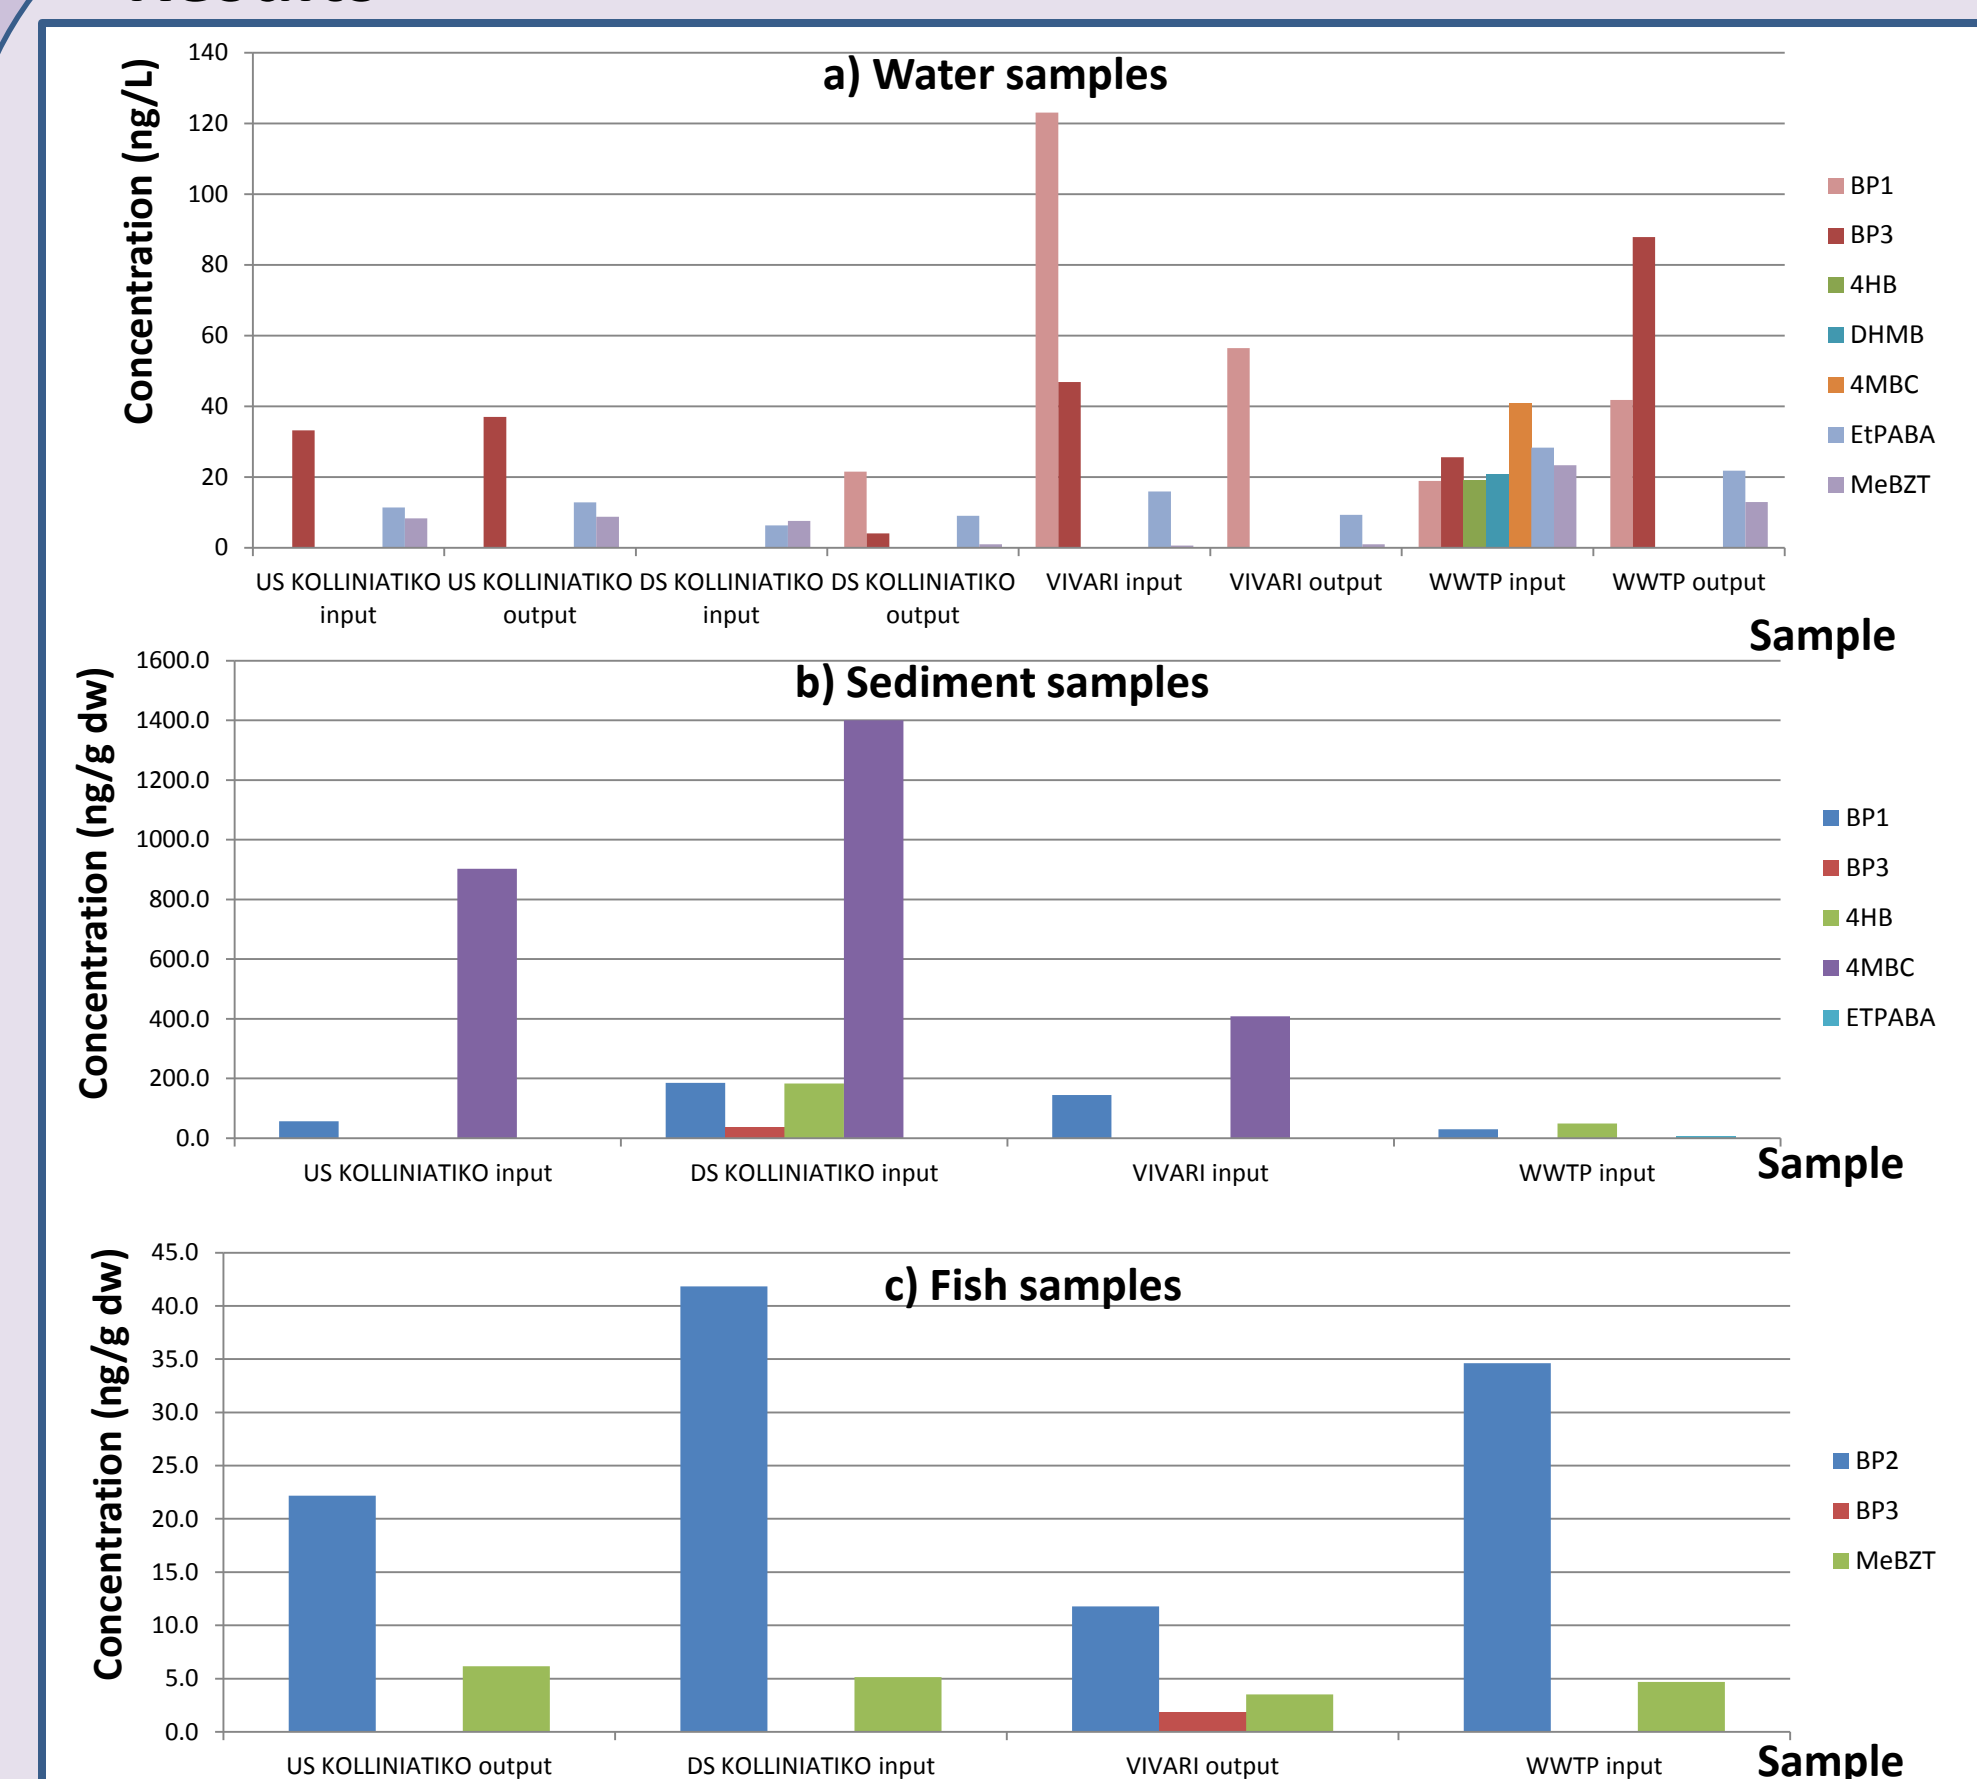 Results
a) Water samples
Concentration (ng/L)
140
120
100
80
60
40
20
0
US KOLLINIATIKO input
US KOLLINIATIKO output
DS KOLLINIATIKO input
DS KOLLINIATIKO output
VIVARI input
VIVARI output
WWTP input
WWTP output
Sample
BP1
BP3
4HB
DHMB
4MBC
EtPABA
MeBZT
b) Sediment samples
Concentration (ng/g dw)
1600.0
1400.0
1200.0
1000.0
800.0
600.0
400.0
200.0
0.0
US KOLLINIATIKO input
DS KOLLINIATIKO input
VIVARI input
WWTP input
Sample
BP1
BP3
4HB
4MBC
ETPABA
c) Fish samples
Concentration (ng/g dw)
45.0
40.0
35.0
30.0
25.0
20.0
15.0
10.0
5.0
0.0
US KOLLINIATIKO output
DS KOLLINIATIKO input
VIVARI output
WWTP input
Sample
BP2
BP3
MeBZT